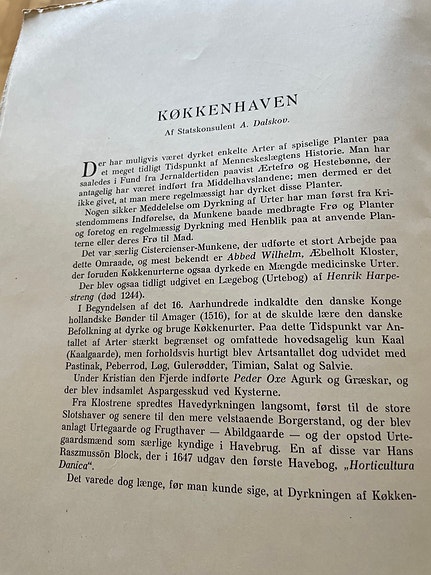 KØKKENHAVEN
Af Statskonsulent A. Dalskov.
Der har muligvis været dyrket enkelte Arter af spiselige Planter paa
et meget tidligt Tidspunkt af Menneskeslægtens Historie. Man har
saaledes i Fund fra Jernaldertiden paavist Ærtefrø og Hestebønne, der
antagelig har været indført fra Middelhavslandene; men dermed er det
ikke givet, at man mere regelmæssigt har dyrket disse Planter.
Nogen sikker Meddelelse om Dyrkning af Urter har man først fra Kri-
stendommens Indførelse, da Munkene baade medbragte Frø og Planter
og foretog en regelmæssig Dyrkning med Henblik paa at anvende Plan-
terne eller deres Frø til Mad.
Det var særlig Cistercienser-Munkene, der udførte et stort Arbejde paa
dette Omraade, og mest bekendt er Abbed Wilhelm, Æbelholt Kloster,
der foruden Køkkenurterne ogsaa dyrkede en Mængde medicinske Urter.
Der blev ogsaa tidligt udgivet en Lægebog (Urtebog) af Henrik Harpe-
streng (død 1244).
I Begyndelsen af det 16. Aarhundrede indkaldte den danske Konge
hollandske Bønder til Amager (1516), for at de skulde lære den danske
Befolkning at dyrke og bruge Køkkenurter. Paa dette Tidspunkt var An-
tallet af Arter stærkt begrænset og omfattede hovedsagelig kun Kaal
(Kaalgaarde), men forholdsvis hurtigt blev Artsantallet dog udvidet med
Pastinak, Peberrod, Løg, Gulerødder, Timian, Salat og Salvie.
Under Kristian den Fjerde indførte Peder Oxe Agurk og Græskar, og
der blev indsamlet Aspargesskud ved Kysterne.
Fra Klostrene spredtes Havedyrkningen langsomt, først til de store
Slotshaver og senere til den mere velstaaende Borgerstand, og der blev
anlagt Urtegaarde og Frugthaver — Abildgaarde — og der opstod Urte-
gaardsmænd som særlige kyndige i Havebrug. En af disse var Hans
Raszmussön Block, der i 1647 udgav den første Havebog, „Horticultura
Danica“.
Det varede dog længe, før man kunde sige, at Dyrkningen af Køkken-